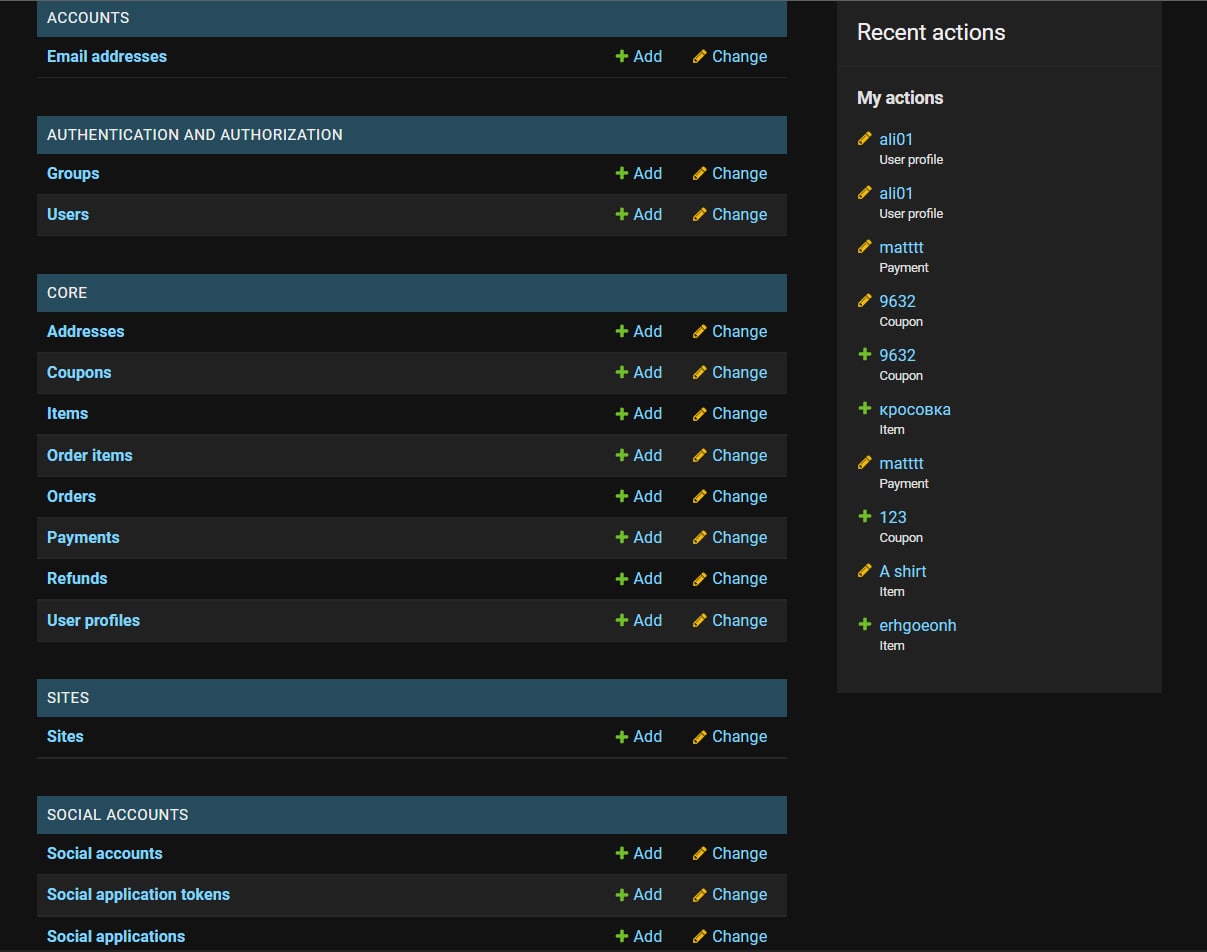 ACCOUNTS
Email addresses Add Change
AUTHENTICATION AND AUTHORIZATION
Groups Add Change
Users Add Change
CORE
Addresses Add Change
Coupons Add Change
Items Add Change
Order items Add Change
Orders Add Change
Payments Add Change
Refunds Add Change
User profiles Add Change
SITES
Sites Add Change
SOCIAL ACCOUNTS
Social accounts Add Change
Social application tokens Add Change
Social applications Add Change
Recent actions
My actions
ali01
User profile
ali01
User profile
matttt
Payment
9632
Coupon
9632
Coupon
кросовка
Item
matttt
Payment
123
Coupon
A shirt
Item
erhgoeonh
Item